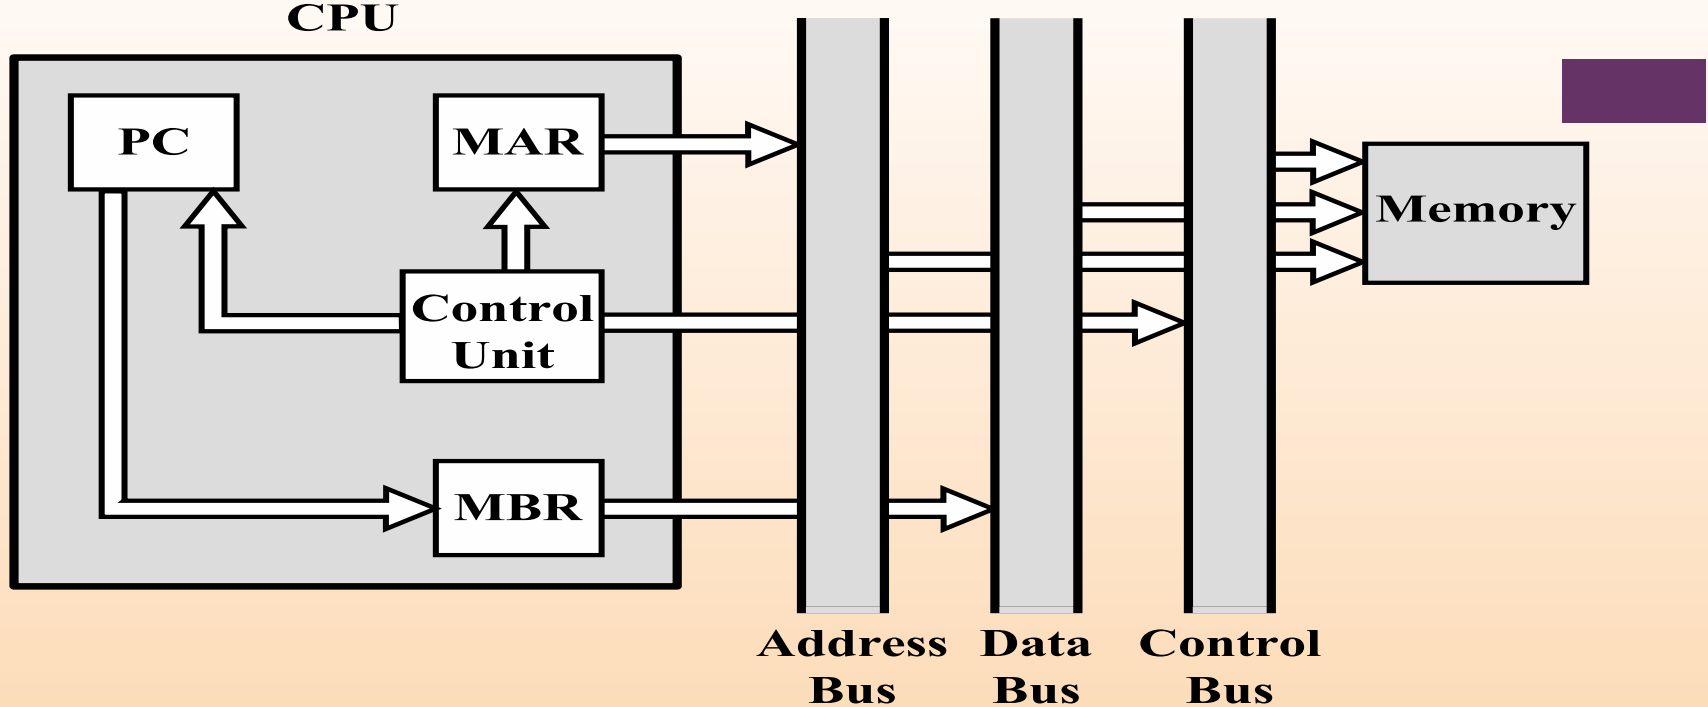 CPU
PC
MAR
Memory
Control
Unit
MBR
Address
Bus
Data
Bus
Control
Bus